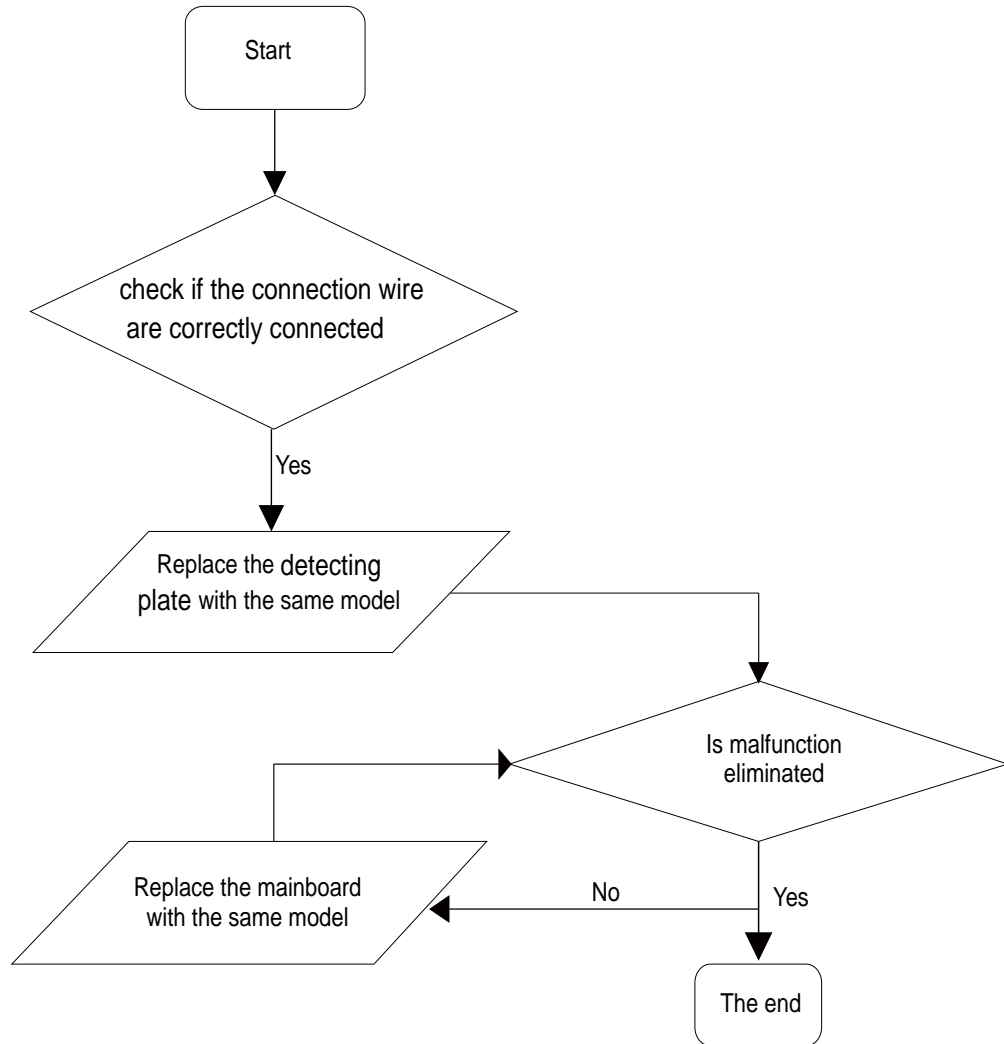 Start
check if the connection wire
are correctly connected
Yes
Replace the detecting
plate with the same model
Is malfunction
eliminated
Replace the mainboard
with the same model
No
Yes
The end